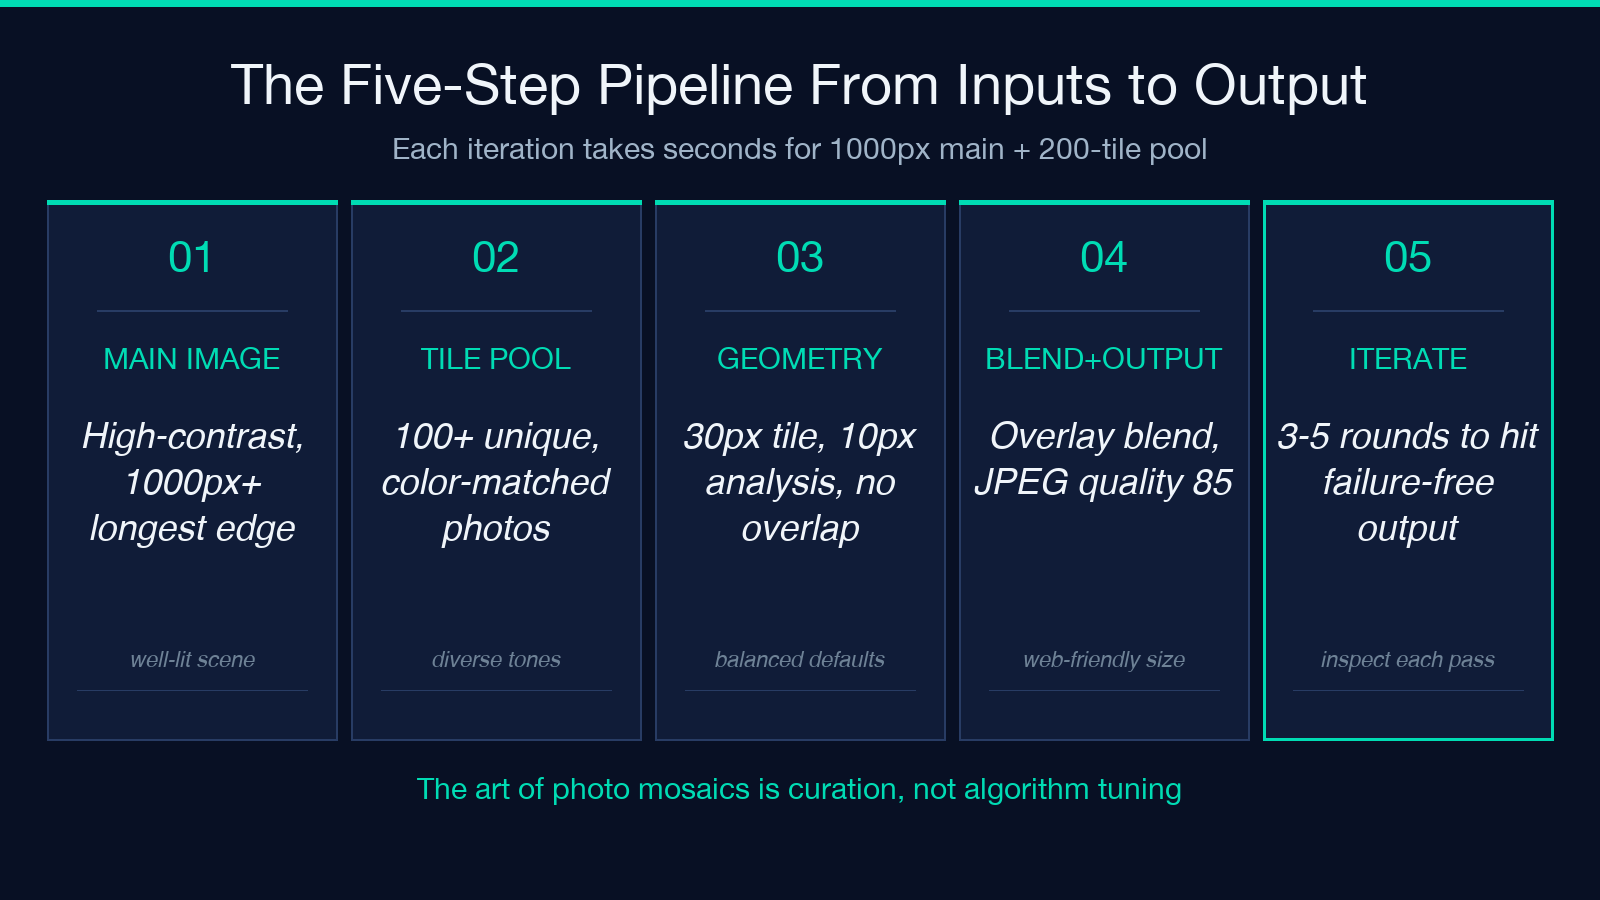 The Five-Step Pipeline From Inputs to Output
Each iteration takes seconds for 1000px main + 200-tile pool
01
MAIN IMAGE
High-contrast,
1000px+
longest edge
well-lit scene
02
TILE POOL
100+ unique,
color-matched
photos
diverse tones
03
GEOMETRY
30px tile, 10px
analysis, no
overlap
balanced defaults
04
BLEND+OUTPUT
Overlay blend,
JPEG quality 85
web-friendly size
05
ITERATE
3-5 rounds to hit
failure-free
output
inspect each pass
The art of photo mosaics is curation, not algorithm tuning